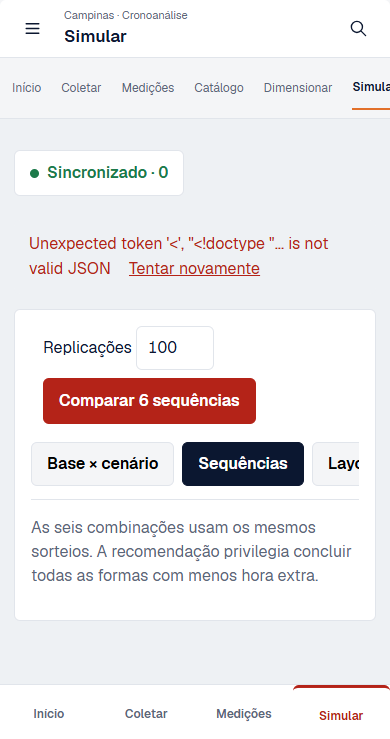 Campinas · Cronoanálise
Simular
Início Coletar Medições Catálogo Dimensionar Simula
Sincronizado · 0
Unexpected token '<', "<!doctype "... is not
valid JSON Tentar novamente
Replicações 100
Comparar 6 sequências
Base × cenário Sequências Layo
As seis combinações usam os mesmos
sorteios. A recomendação privilegia concluir
todas as formas com menos hora extra.
Início Coletar Medições Simular